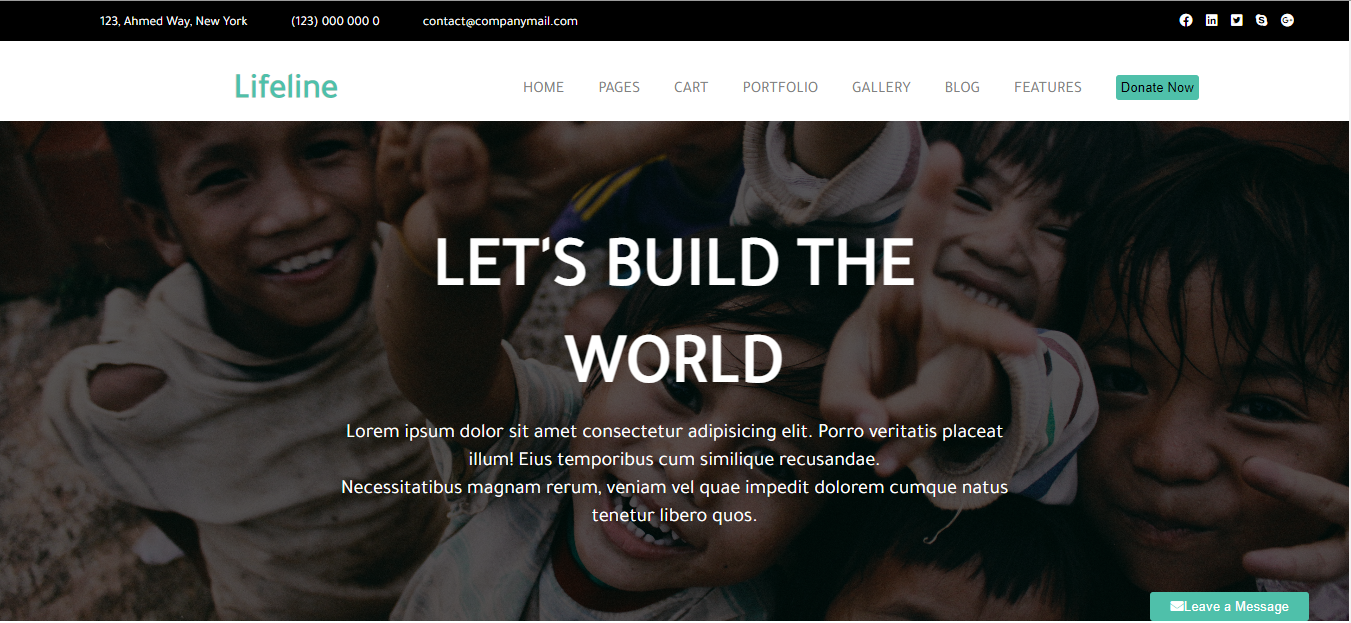 123, Ahmed Way, New York (123) 000 000 0 contact@companymail.com
Lifeline HOME PAGES CART PORTFOLIO GALLERY BLOG FEATURES Donate Now
LET'S BUILD THE
WORLD
Lorem ipsum dolor sit amet consectetur adipisicing elit. Porro veritatis placeat
illum! Eius temporibus cum similique recusandae.
Necessitatibus magnam rerum, veniam vel quae impedit dolorem cumque natus
tenetur libero quos.
Leave a Message